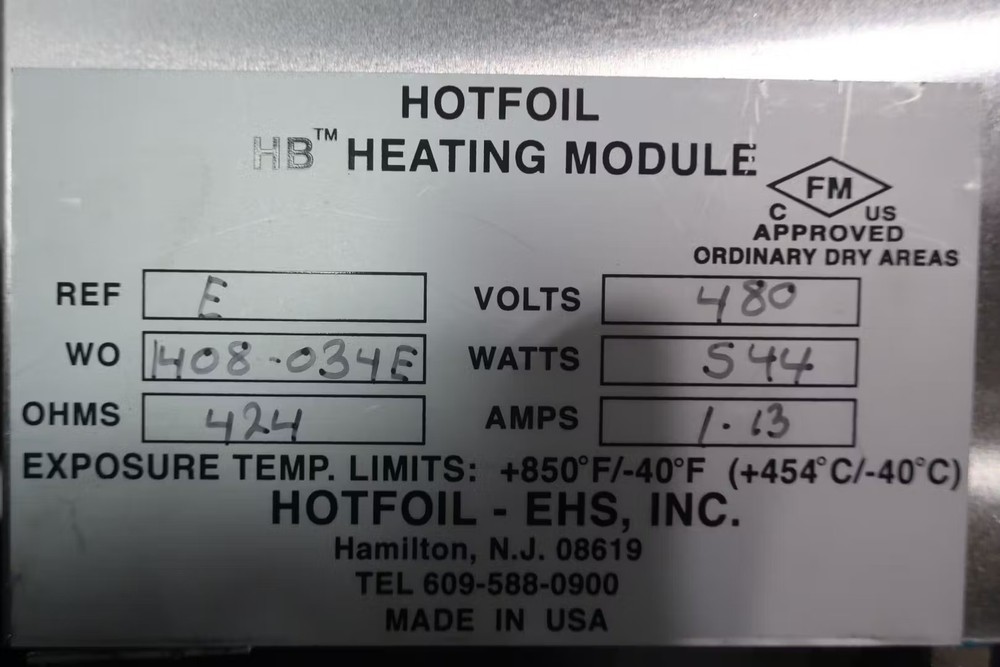 HOTFOIL
HB™ HEATING MODULE
FM
C US
APPROVED
ORDINARY DRY AREAS
REF E VOLTS 480
WO 1408-034E WATTS 544
OHMS 424 AMPS 1.13
EXPOSURE TEMP. LIMITS: +850°F/-40°F (+454°C/-40°C)
HOTFOIL - EHS, INC.
Hamilton, N.J. 08619
TEL 609-588-0900
MADE IN USA